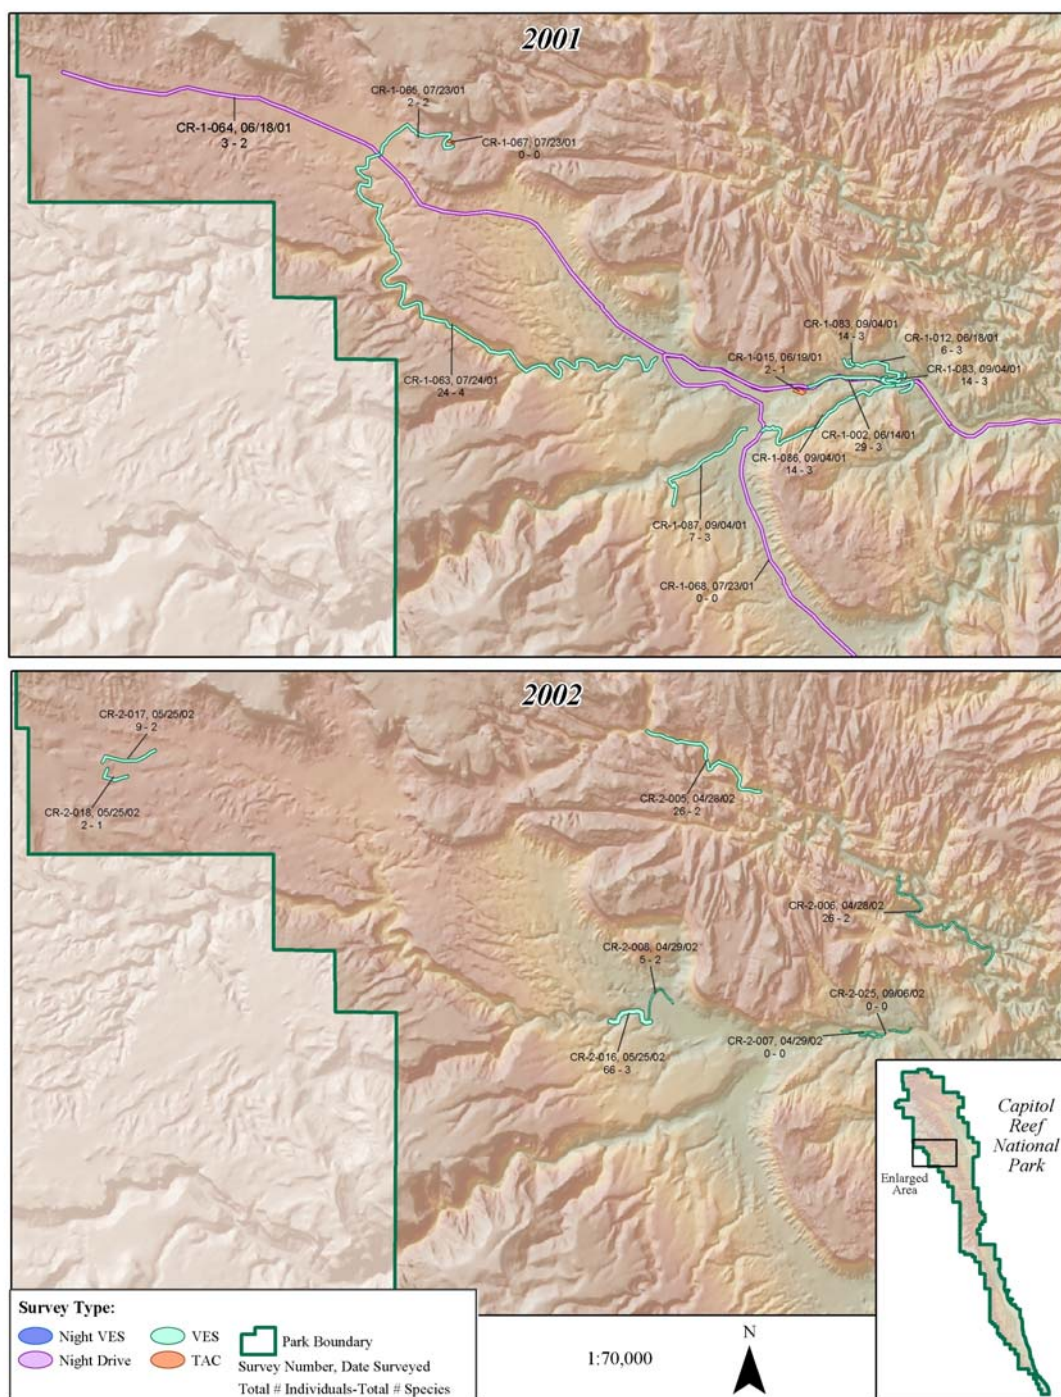 2001
CR-1-065, 07/23/01
2 - 2
CR-1-064, 06/18/01
3 - 2
CR-1-067, 07/23/01
0 - 0
CR-1-083, 09/04/01
14 - 3
CR-1-012, 06/18/01
6 - 3
CR-1-015, 06/19/01
2 - 1
CR-1-083, 09/04/01
14 - 3
CR-1-063, 07/24/01
24 - 4
CR-1-002, 06/14/01
29 - 3
CR-1-086, 09/04/01
14 - 3
CR-1-087, 09/04/01
7 - 3
CR-1-068, 07/23/01
0 - 0
2002
CR-2-017, 05/25/02
9 - 2
CR-2-018, 05/25/02
2 - 1
CR-2-005, 04/28/02
26 - 2
CR-2-006, 04/28/02
26 - 2
CR-2-008, 04/29/02
5 - 2
CR-2-025, 09/06/02
0 - 0
CR-2-007, 04/29/02
0 - 0
CR-2-016, 05/25/02
66 - 3
Capitol
Reef
National
Park
Enlarged
Area
Survey Type:
Night VES
VES
Park Boundary
Night Drive
TAC
Survey Number, Date Surveyed
Total # Individuals-Total # Species
1:70,000
N